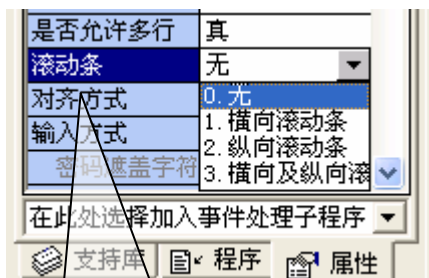 是否允许多行 真
滚动条 无
对齐方式 0.无
输入方式 1.横向滚动条
2.纵向滚动条
密码遮盖字符 3.横向及纵向滚
在此处选择加入事件处理子程序
支持库 程序 属性